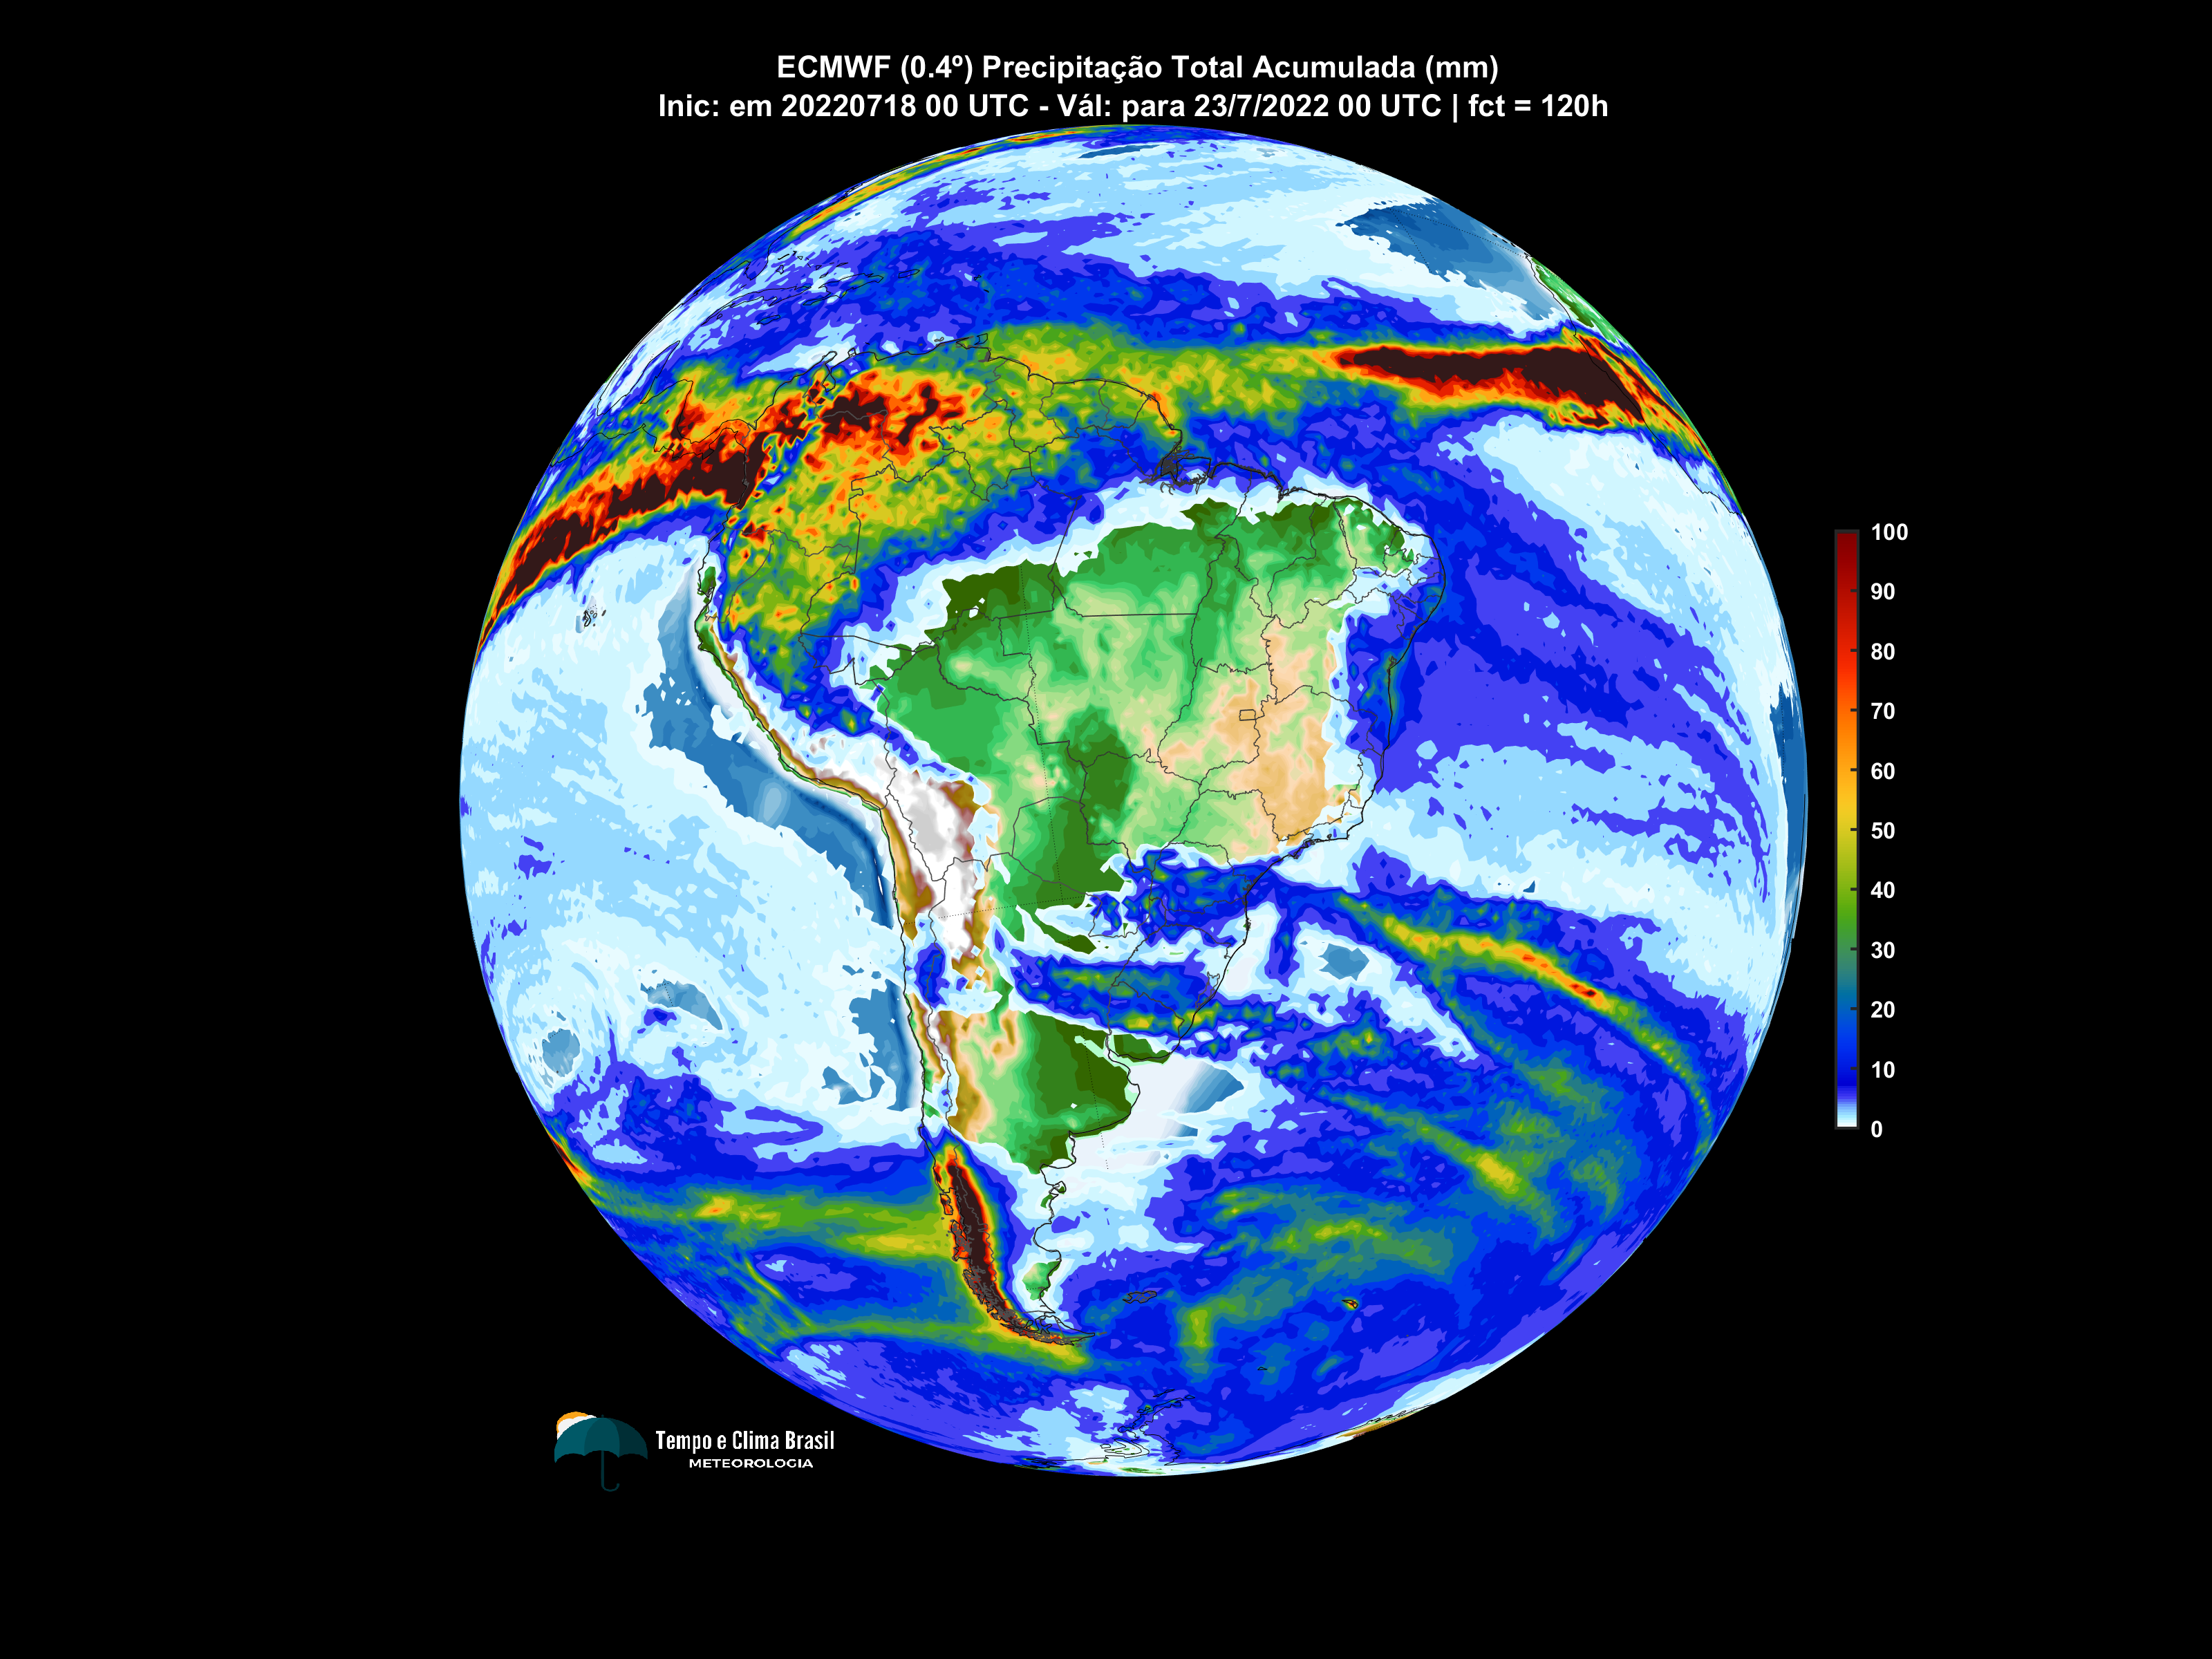 ECMWF (0.4º) Precipitação Total Acumulada (mm)
Inic: em 20220718 00 UTC - Vál: para 23/7/2022 00 UTC | fct = 120h
100
90
80
70
60
50
40
30
20
10
0
Tempo e Clima Brasil
METEOROLOGIA